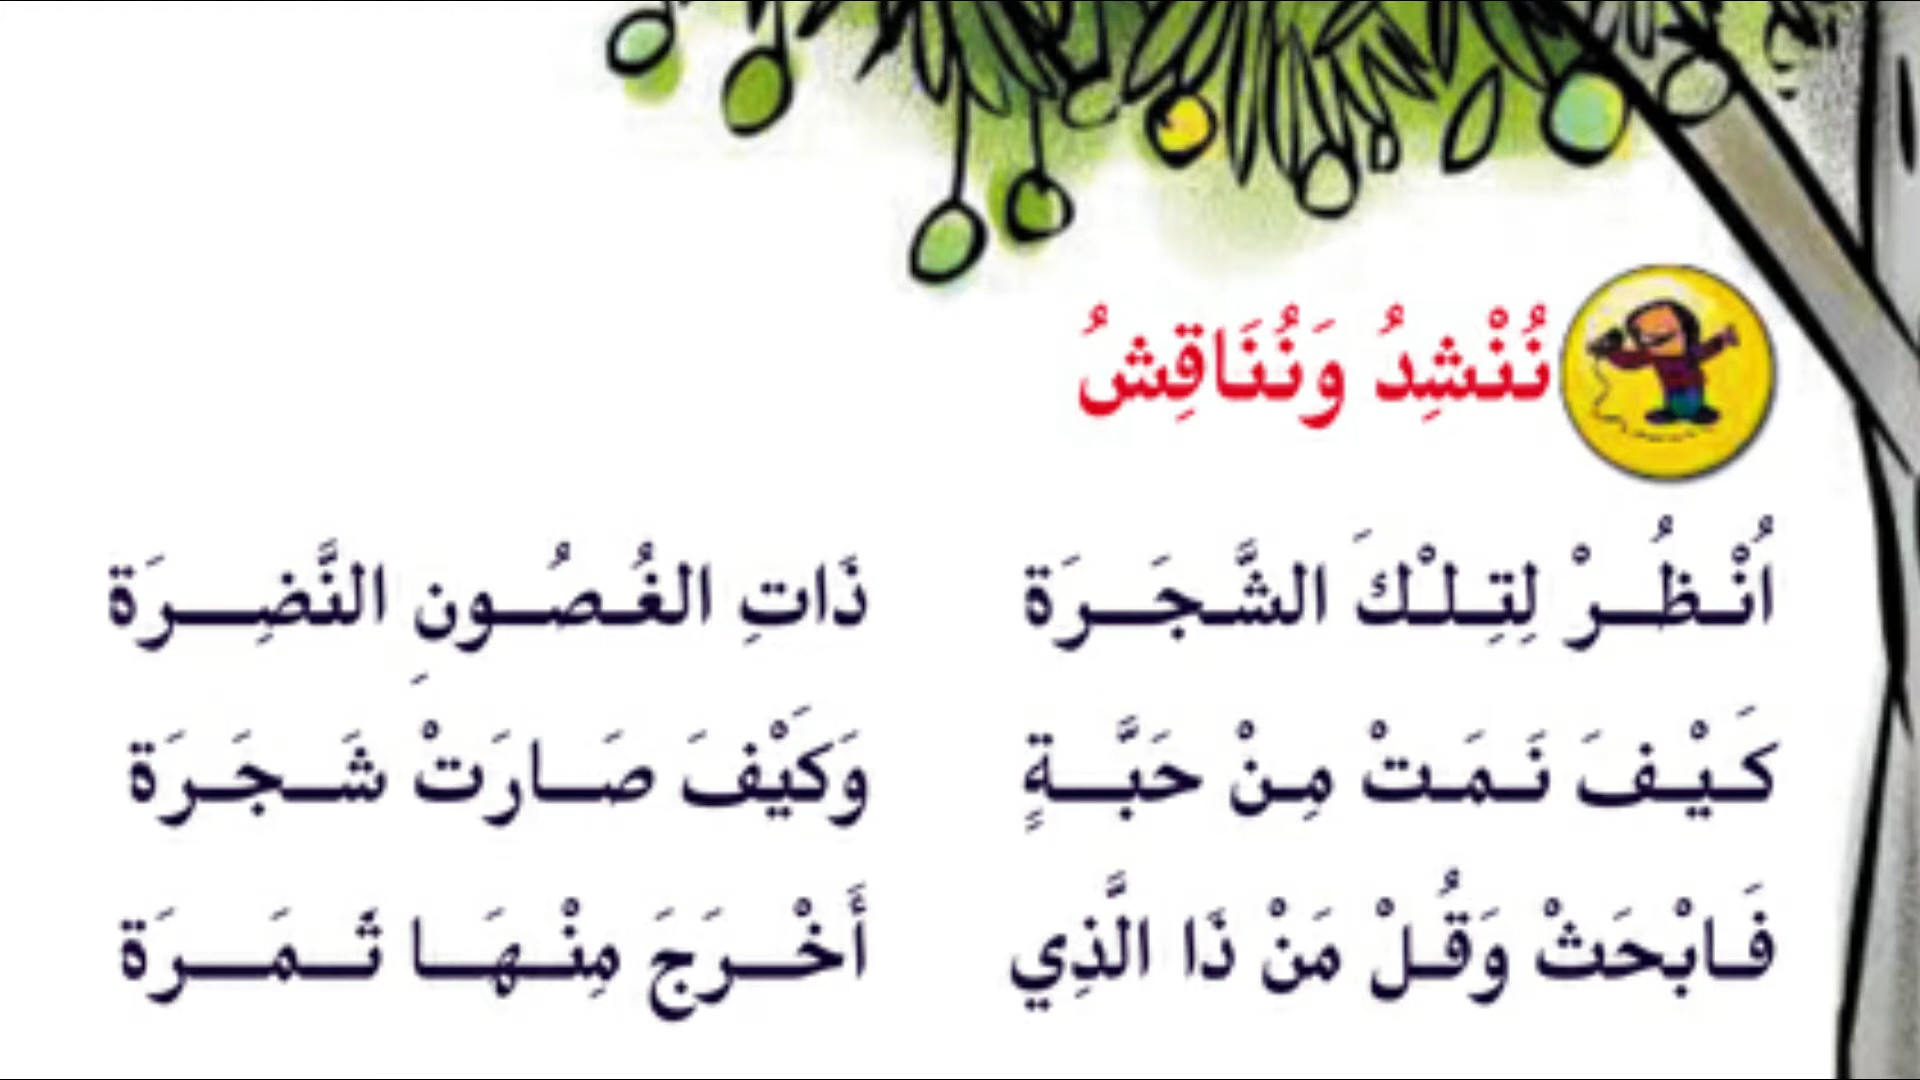 نُنْشِدُ وَنُنَاقِشُ
اُنْظُرْ لِتِلْكَ الشَّجَرَة ذَاتِ الغُصُونِ النَّضِرَة
كَيْفَ نَمَتْ مِنْ حَبَّةٍ وَكَيْفَ صَارَتْ شَجَرَة
فَابْحَثْ وَقُلْ مَنْ ذَا الَّذِي أَخْرَجَ مِنْهَا ثَمَرَة